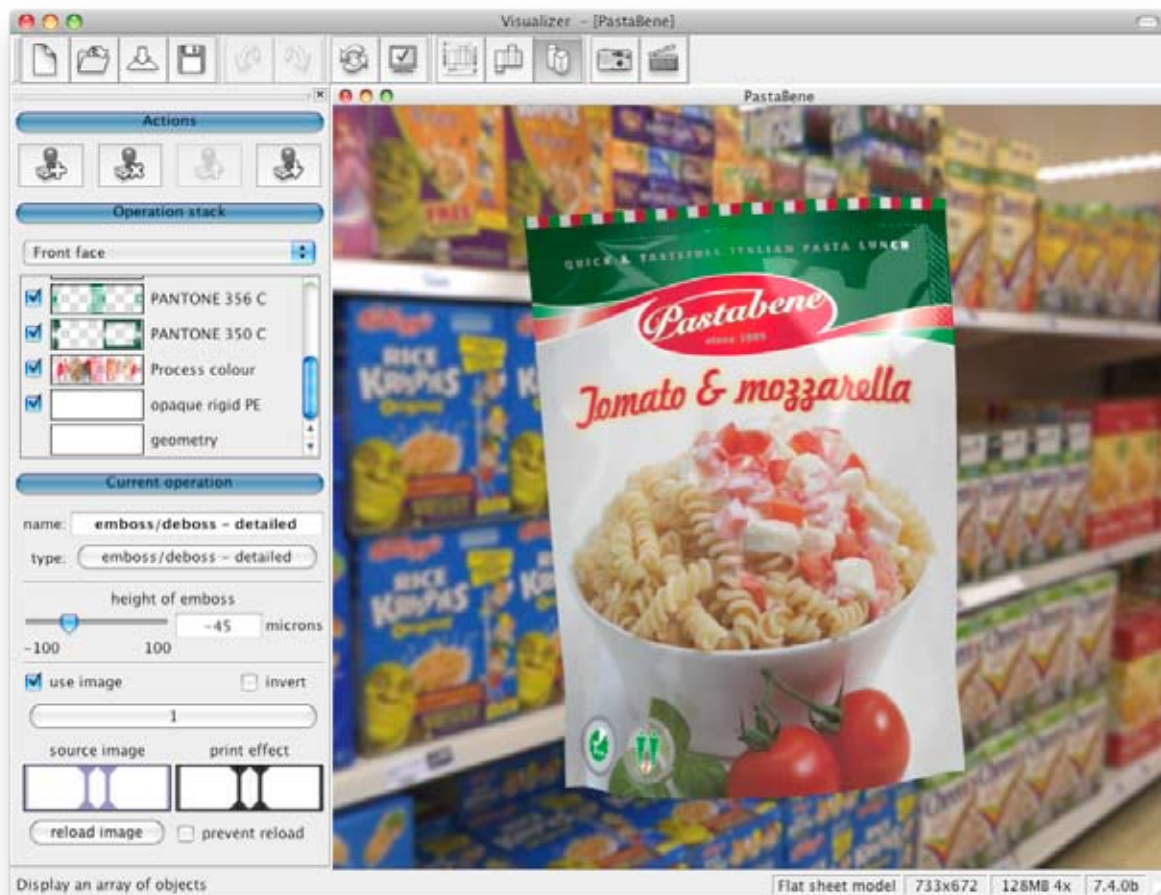 Visualizer - [PastaBene]
Actions
Operation stack
Front face
PANTONE 356 C
PANTONE 350 C
Process colour
opaque rigid PE
geometry
Current operation
name: emboss/deboss - detailed
type: emboss/deboss - detailed
height of emboss
-45 microns
-100 100
use image invert
1
source image print effect
reload image prevent reload
Display an array of objects
PastaBene
FREE
QUICK & ITALIAN PASTA LUNCH
Pastabene
since
Tomato & mozzarella
Kellogg's
RICE
KRISPIES
Original
RICE
KRISPIES
Flat sheet model 733x672 128MB 4x 7.4.0b